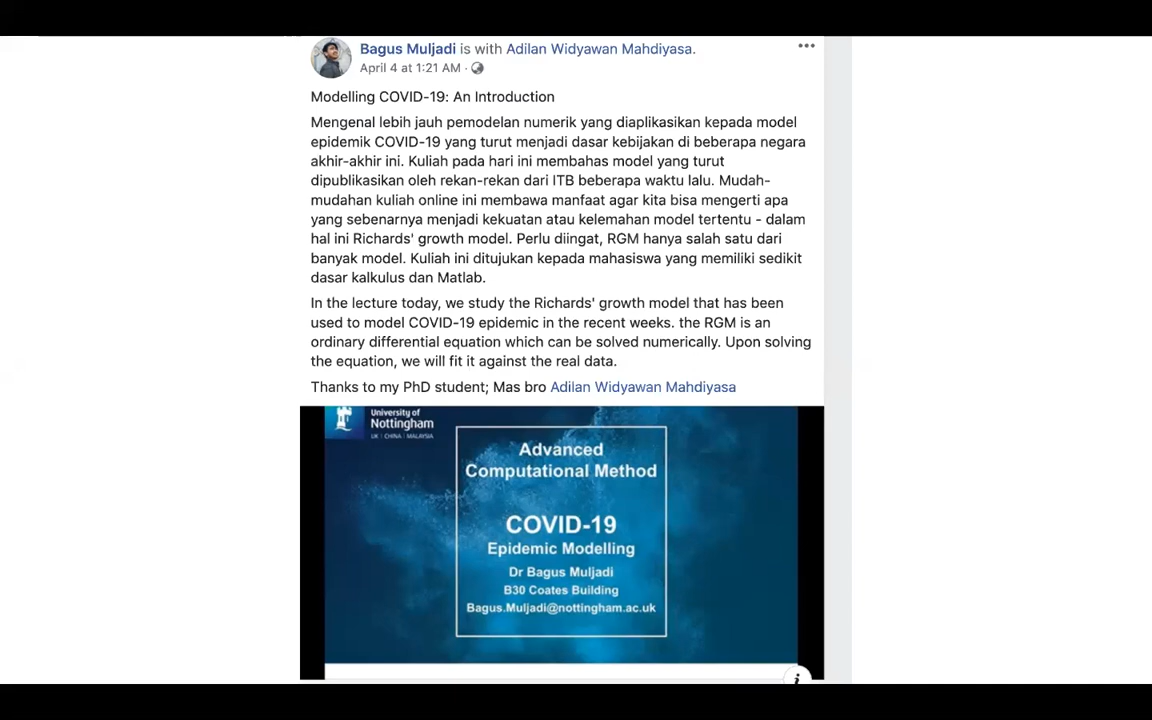 Bagus Muljadi is with Adilan Widyawan Mahdiyasa.
April 4 at 1:21 AM ·
Modelling COVID-19: An Introduction
Mengenal lebih jauh pemodelan numerik yang diaplikasikan kepada model
epidemik COVID-19 yang turut menjadi dasar kebijakan di beberapa negara
akhir-akhir ini. Kuliah pada hari ini membahas model yang turut
dipublikasikan oleh rekan-rekan dari ITB beberapa waktu lalu. Mudah-
mudahan kuliah online ini membawa manfaat agar kita bisa mengerti apa
yang sebenarnya menjadi kekuatan atau kelemahan model tertentu - dalam
hal ini Richards' growth model. Perlu diingat, RGM hanya salah satu dari
banyak model. Kuliah ini ditujukan kepada mahasiswa yang memiliki sedikit
dasar kalkulus dan Matlab.
In the lecture today, we study the Richards' growth model that has been
used to model COVID-19 epidemic in the recent weeks. the RGM is an
ordinary differential equation which can be solved numerically. Upon solving
the equation, we will fit it against the real data.
Thanks to my PhD student; Mas bro Adilan Widyawan Mahdiyasa
University of
Nottingham
UK | CHINA | MALAYSIA
Advanced
Computational Method
COVID-19
Epidemic Modelling
Dr Bagus Muljadi
B30 Coates Building
Bagus.Muljadi@nottingham.ac.uk